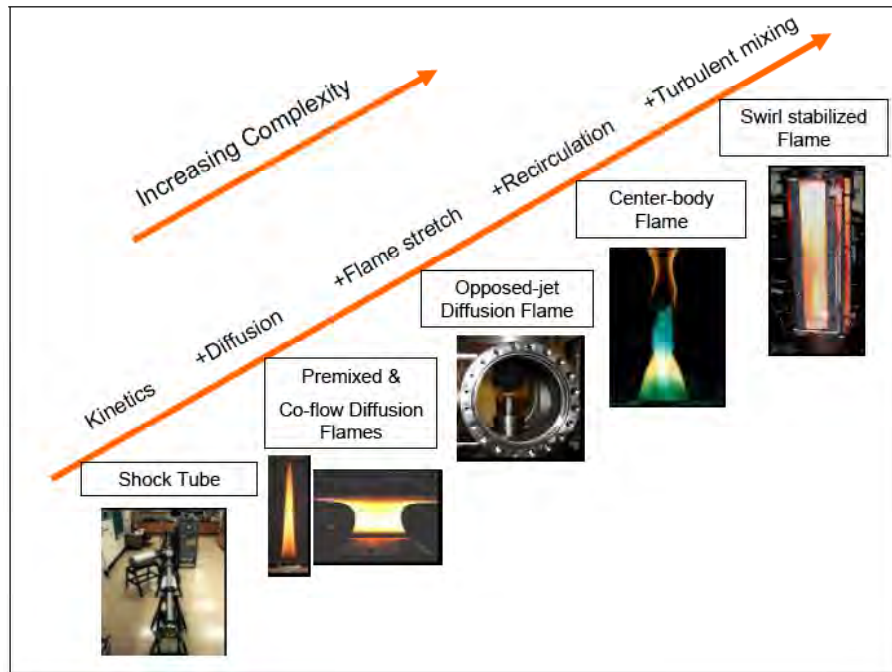 Increasing Complexity
Kinetics
+Diffusion
+Flame stretch
+Recirculation
+Turbulent mixing
Shock Tube
Premixed &
Co-flow Diffusion
Flames
Opposed-jet
Diffusion Flame
Center-body
Flame
Swirl stabilized
Flame